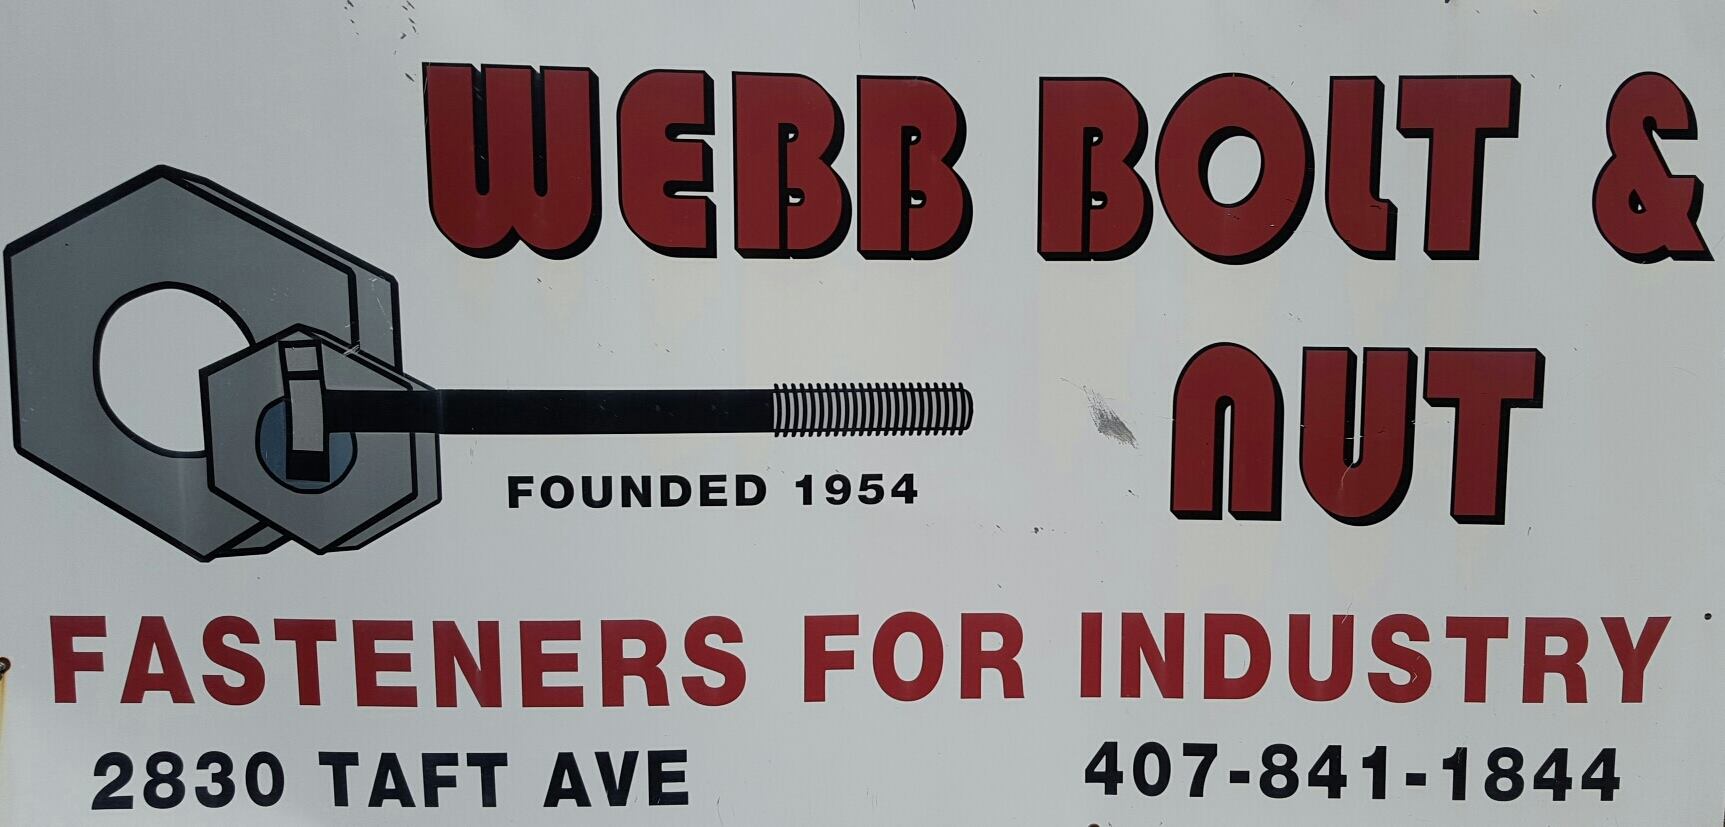 WEBB BOLT &
NUT
FOUNDED 1954
FASTENERS FOR INDUSTRY
2830 TAFT AVE
407-841-1844